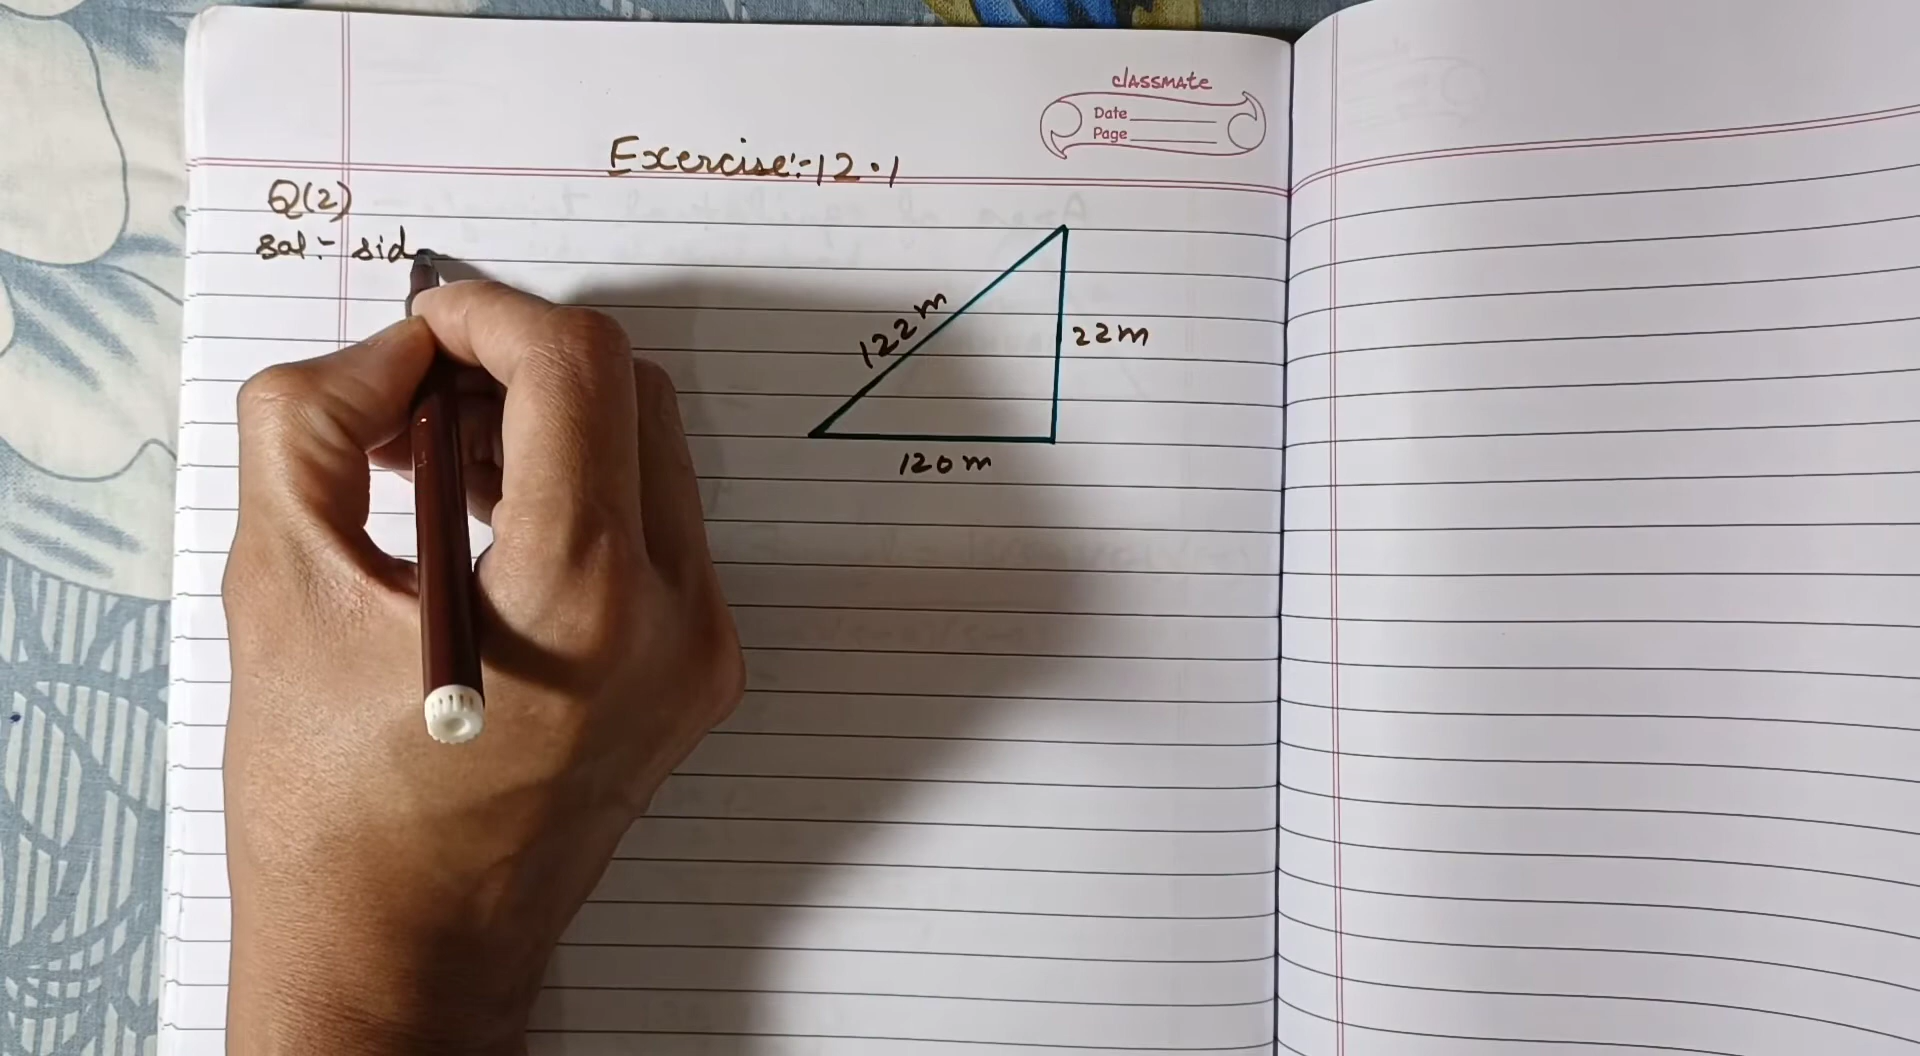 classmate
Date
Page
Exercise:-12.1
Q(2)
sol:- sid
122m
22m
120m